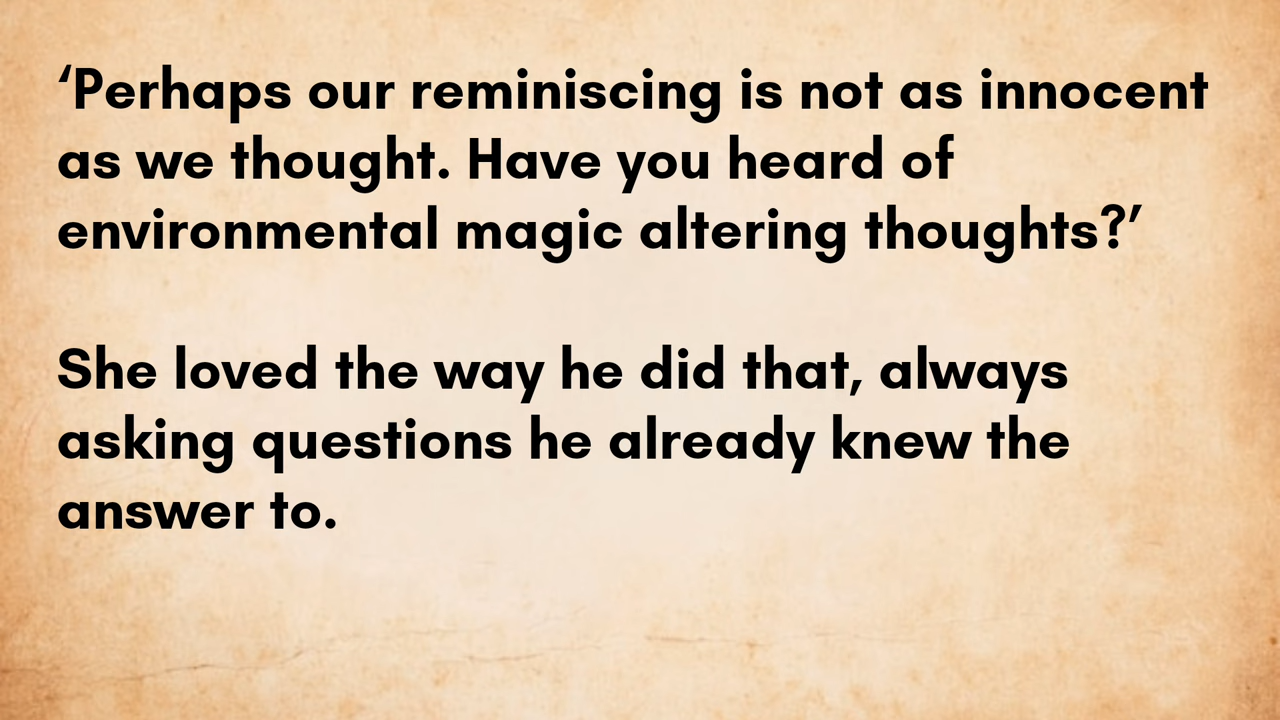 ‘Perhaps our reminiscing is not as innocent
as we thought. Have you heard of
environmental magic altering thoughts?’
She loved the way he did that, always
asking questions he already knew the
answer to.